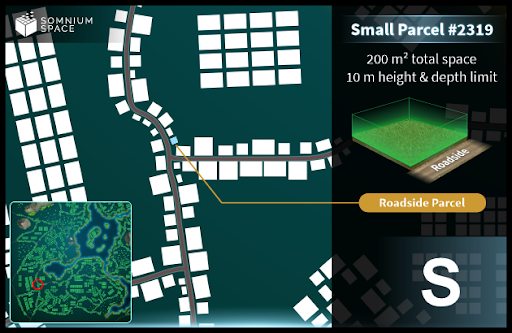 SOMNIUM
SPACE
Small Parcel #2319
200 m² total space
10 m height & depth limit
Roadside
Roadside Parcel
S